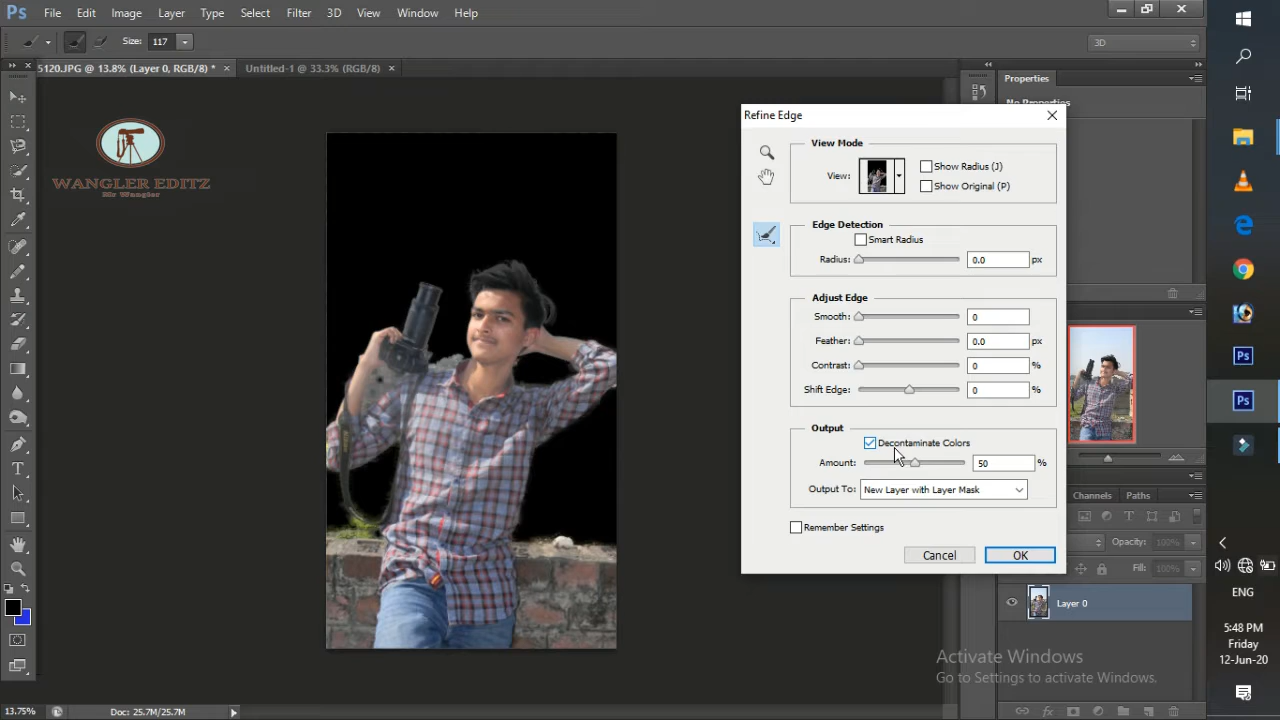 Ps File Edit Image Layer Type Select Filter 3D View Window Help
Size: 117 3D
5120.JPG @ 13.8% (Layer 0, RGB/8) * × Untitled-1 @ 33.3% (RGB/8) ×
Properties
No Properties
WANGLER EDITZ
Mr Wangler
Refine Edge
View Mode
View:
Show Radius (J)
Show Original (P)
Edge Detection
Smart Radius
Radius: 0.0 px
Adjust Edge
Smooth: 0
Feather: 0.0 px
Contrast: 0 %
Shift Edge: 0 %
Output
Decontaminate Colors
Amount: 50 %
Output To: New Layer with Layer Mask
Remember Settings
Cancel OK
Channels Paths
Opacity: 100%
Fill: 100%
Layer 0
Ps
Ps
ENG
5:48 PM
Friday
12-Jun-20
Activate Windows
Go to Settings to activate Windows.
13.75% Doc: 25.7M/25.7M
fx